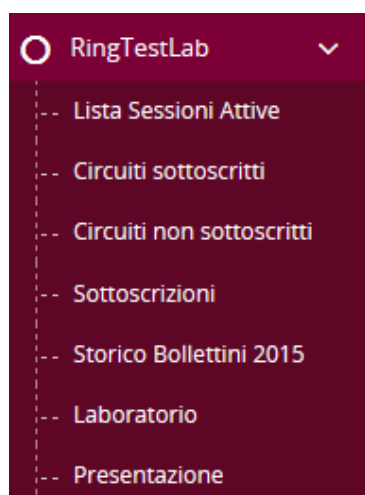 RingTestLab
Lista Sessioni Attive
Circuiti sottoscritti
Circuiti non sottoscritti
Sottoscrizioni
Storico Bollettini 2015
Laboratorio
Presentazione